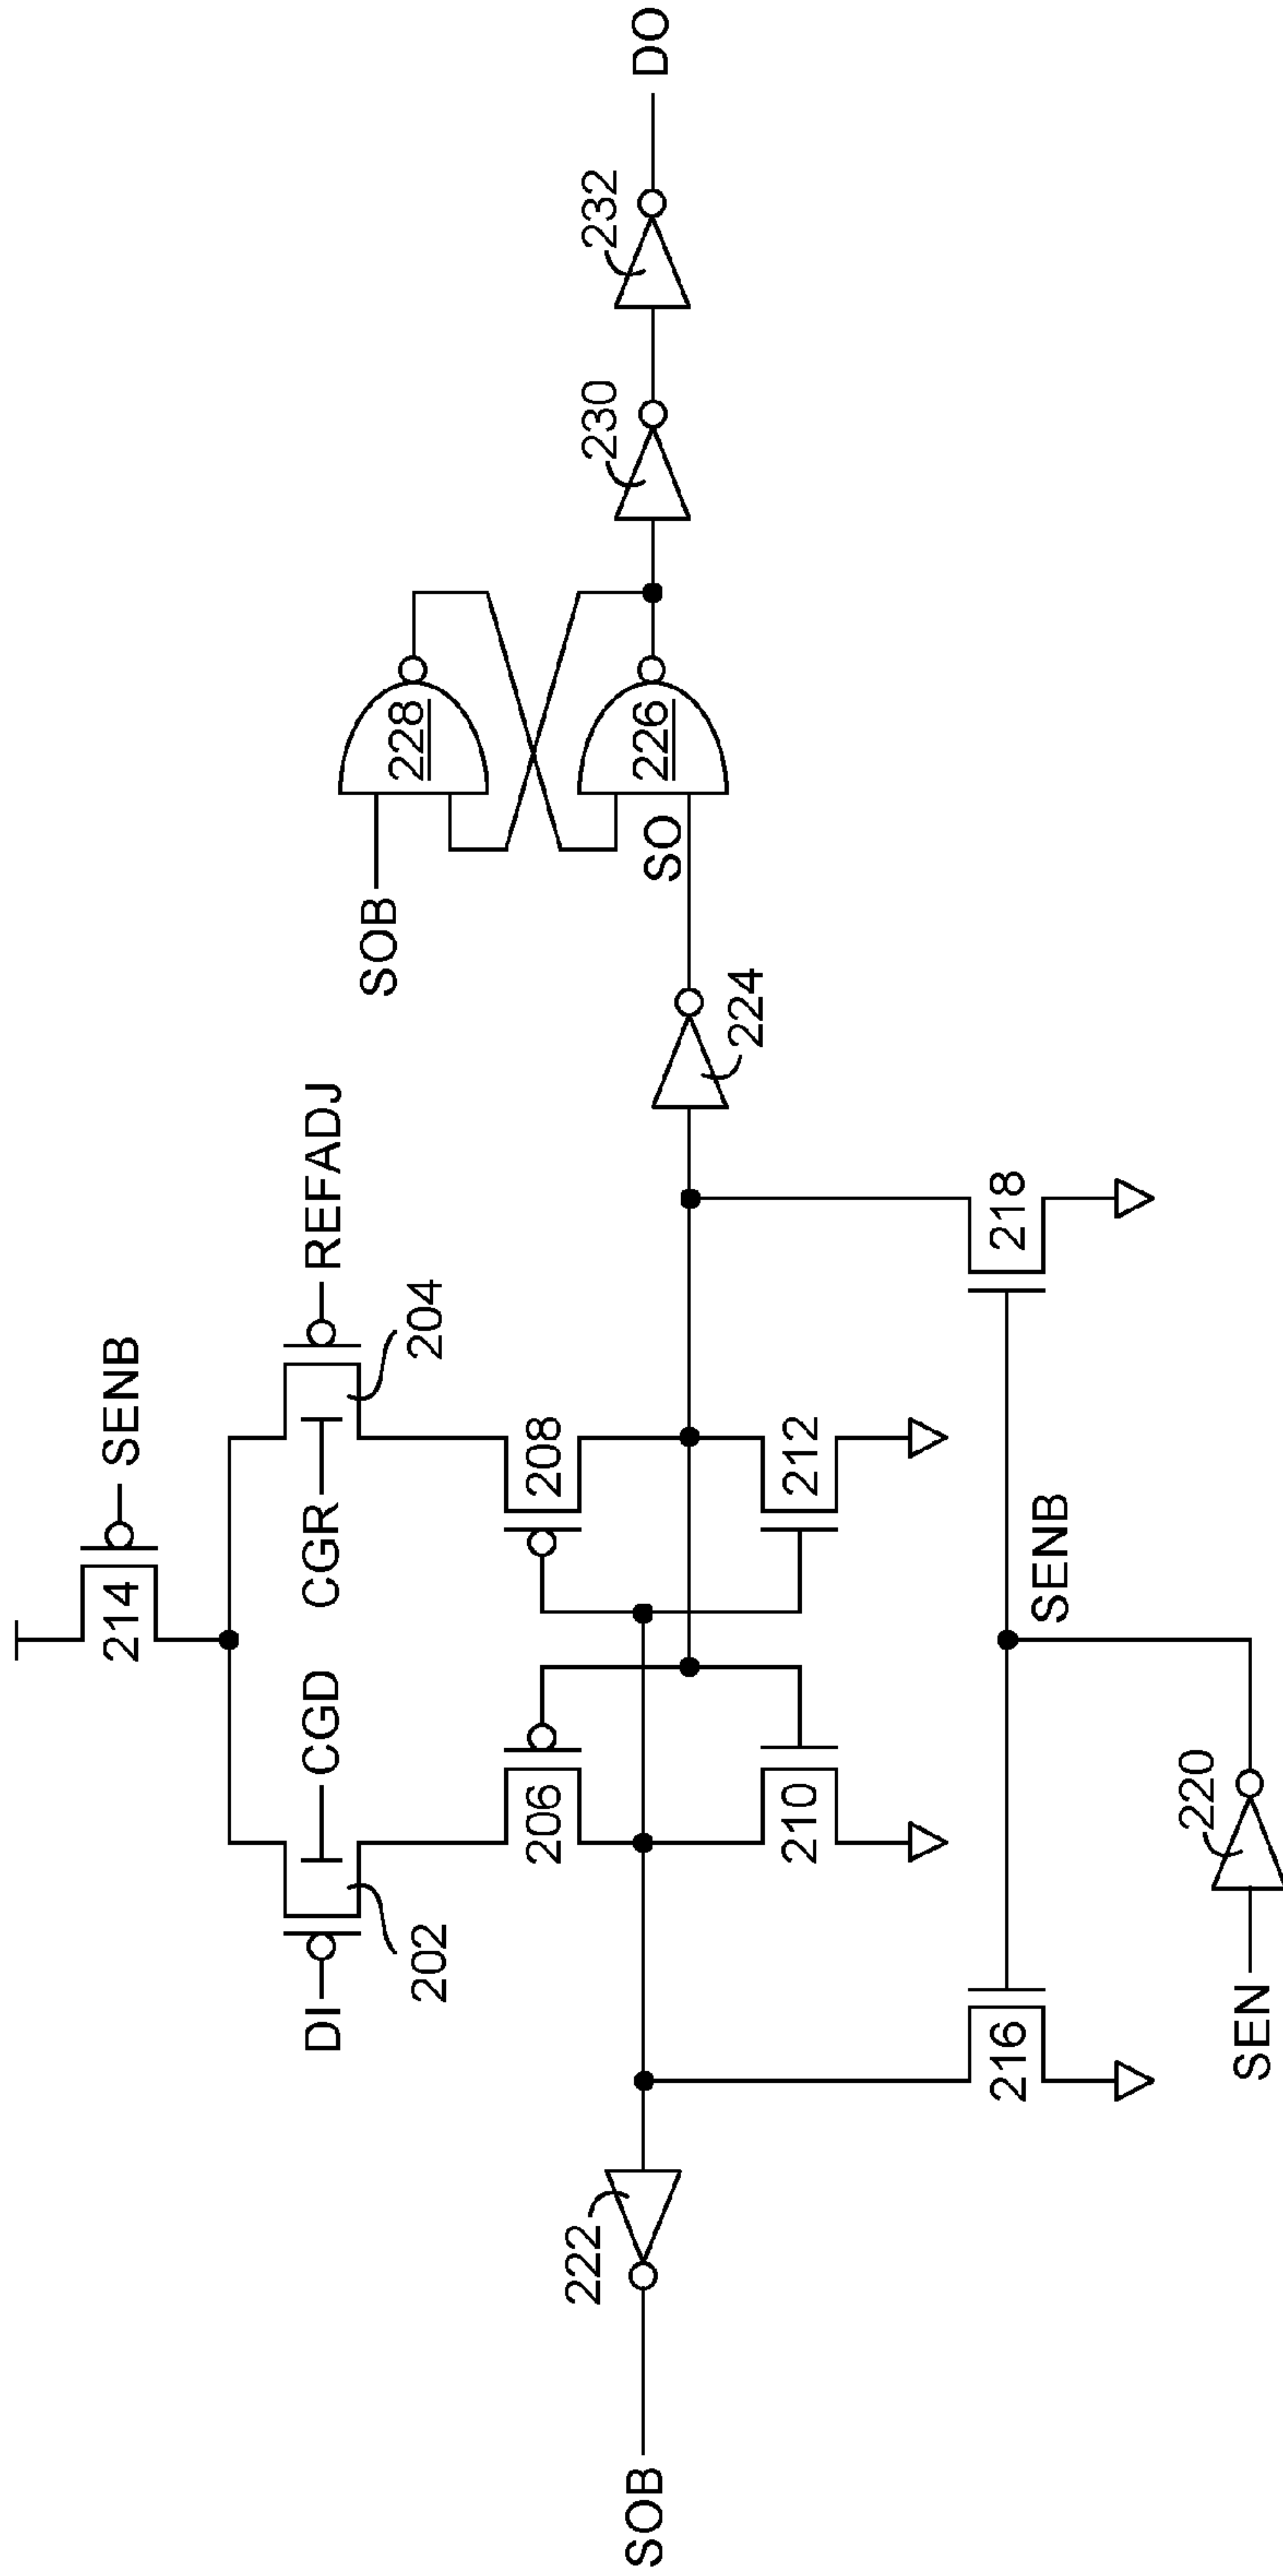 214
SENB
DI
202
CGD
CGR
REFADJ
204
206
208
210
212
222
SOB
216
218
SENB
SEN
220
224
SOB
228
SO
226
230
232
DO